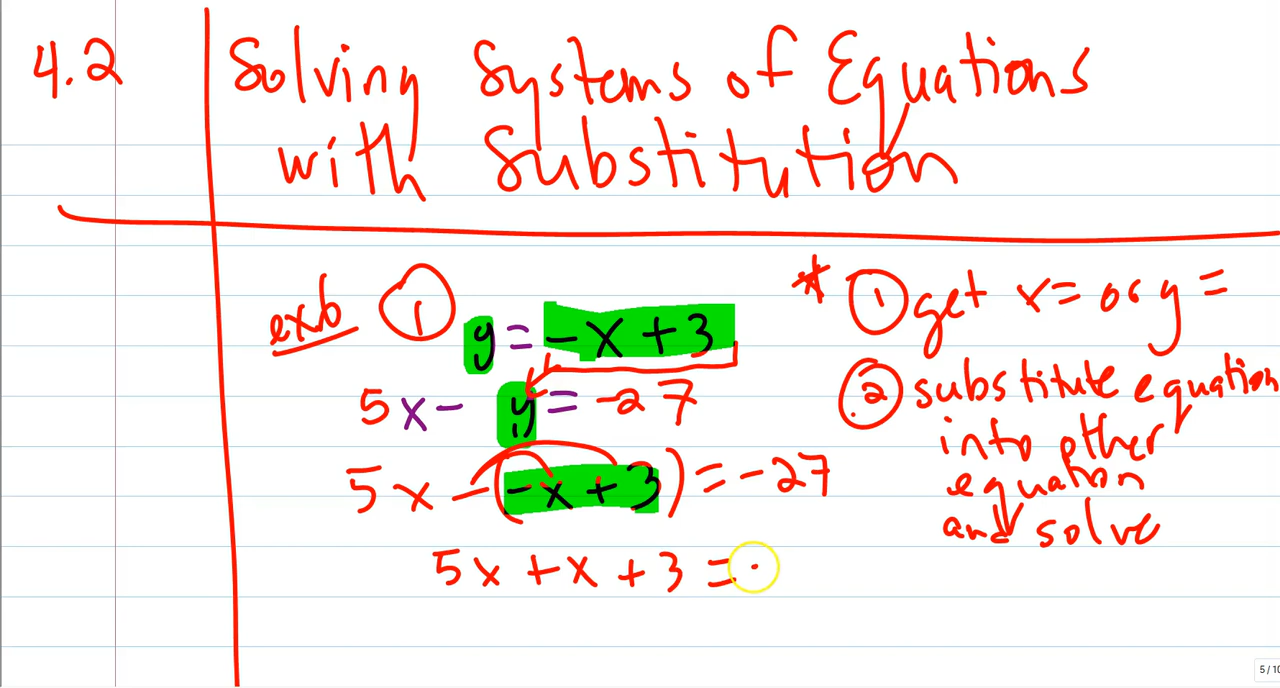 4.2
Solving Systems of Equations
with Substitution
exb ①
y = -x + 3
5x - y = -27
5x - (-x + 3) = -27
5x + x + 3 = -
* ① get x = or y =
② substitute equation
into other
equation
and solve
5 / 10